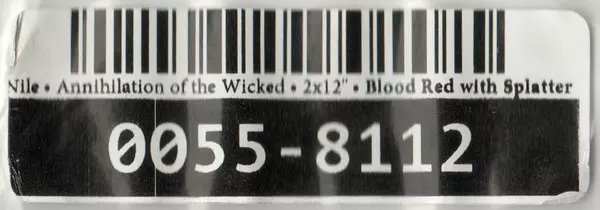 Nile • Annihilation of the Wicked • 2x12" • Blood Red with Splatter
0055-8112